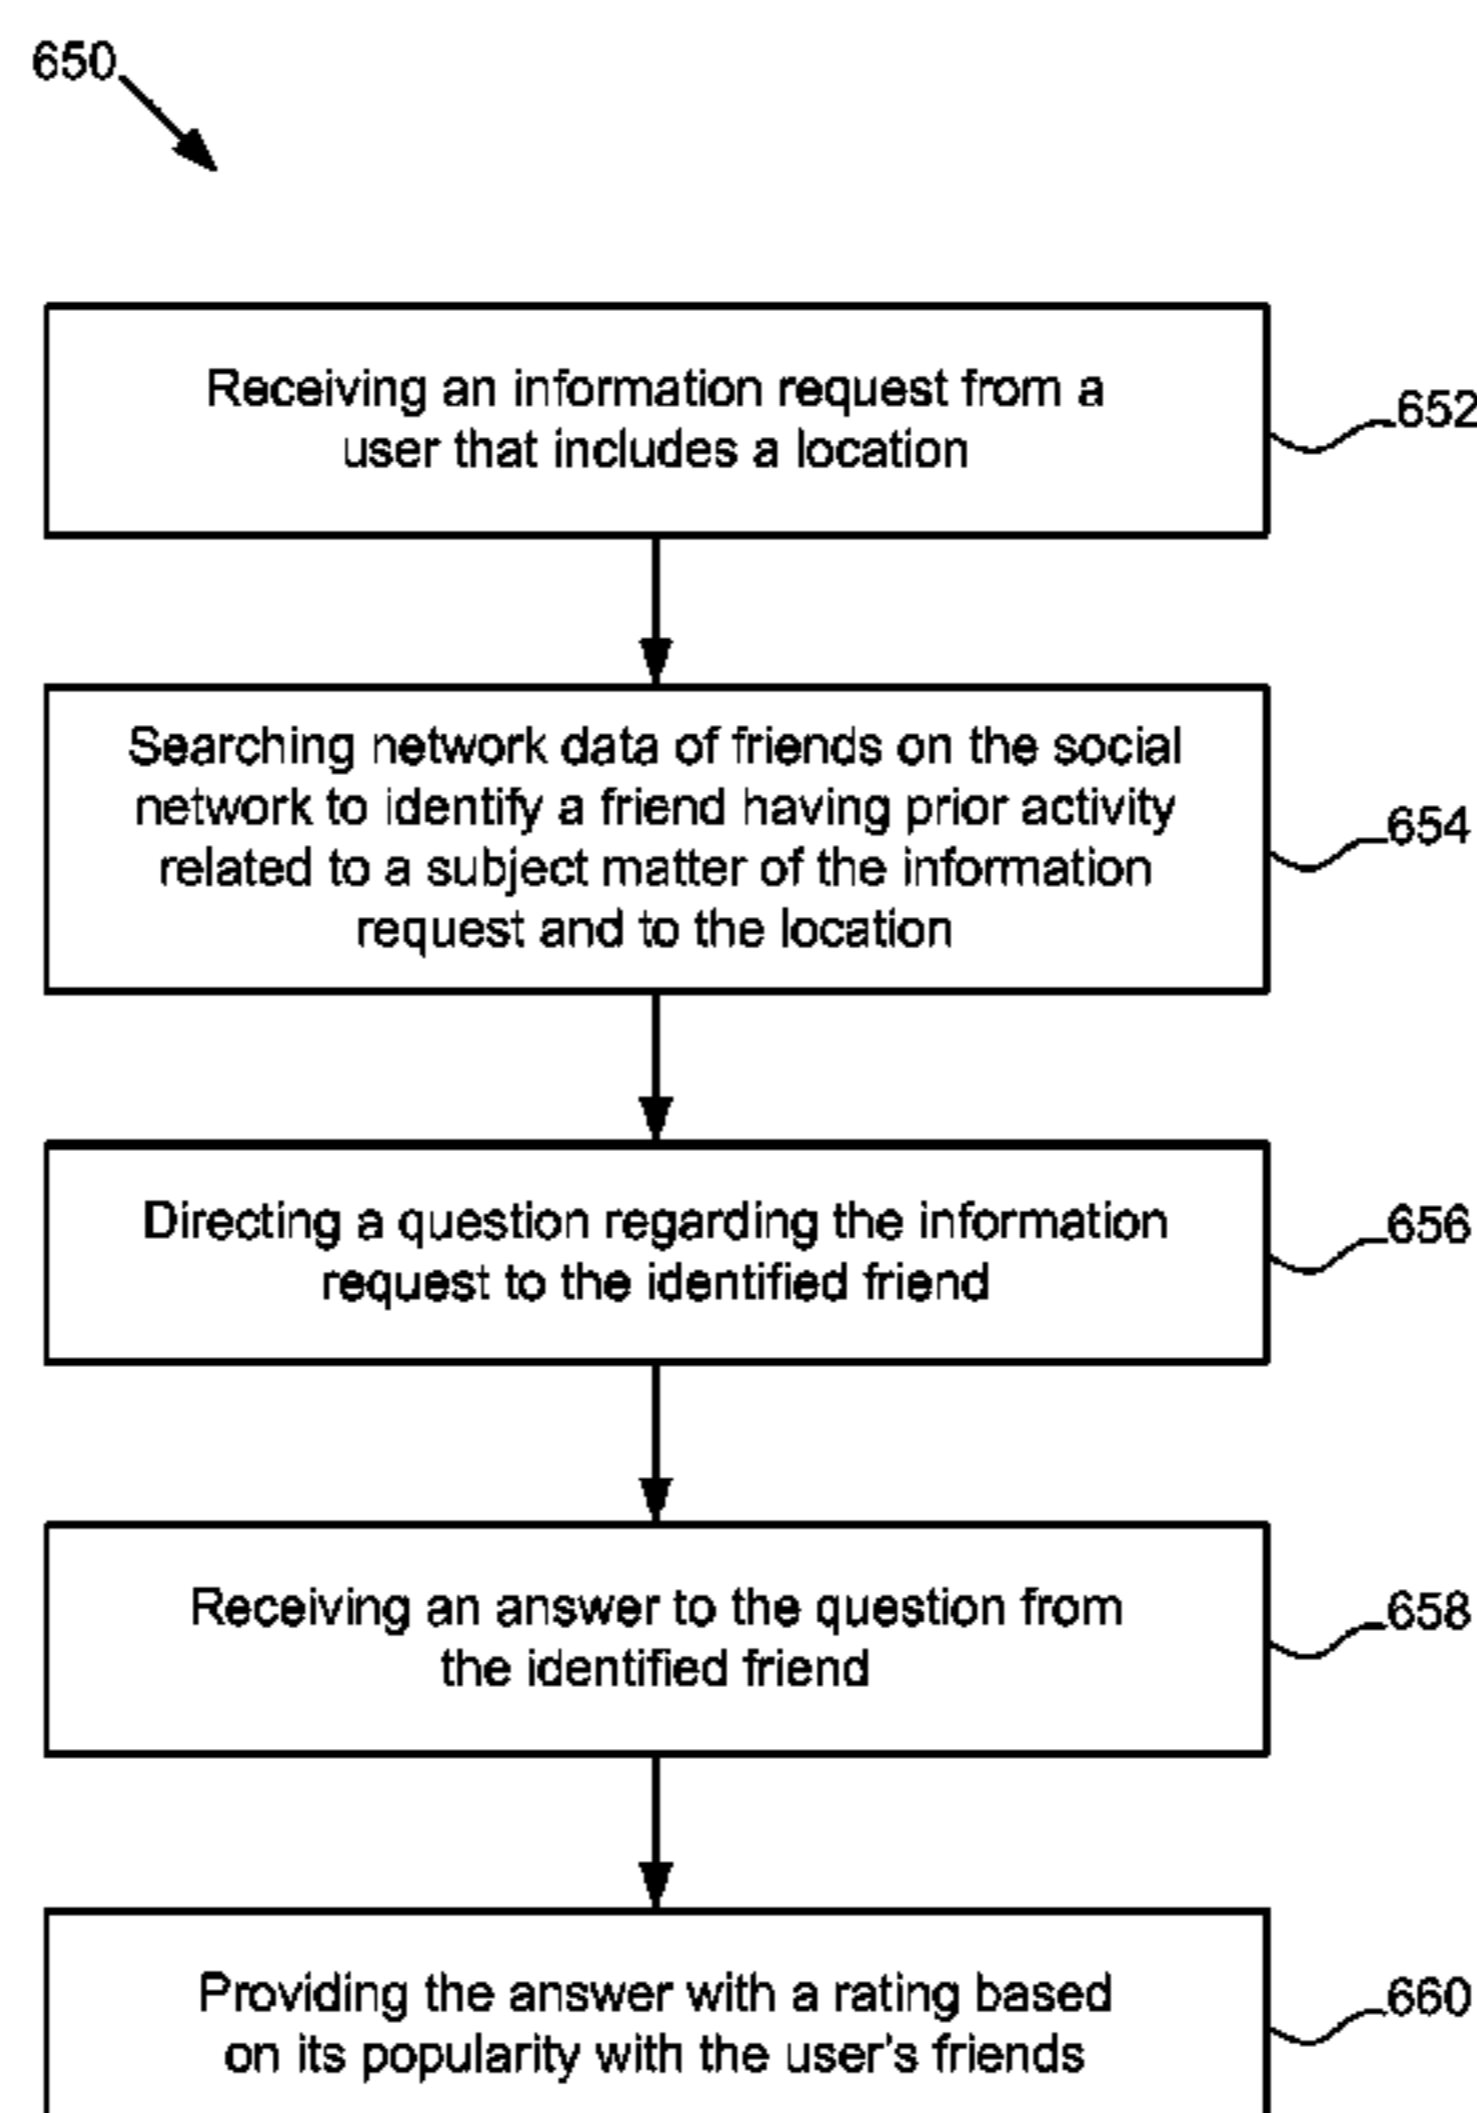 650
Receiving an information request from a
user that includes a location
652
Searching network data of friends on the social
network to identify a friend having prior activity
related to a subject matter of the information
request and to the location
654
Directing a question regarding the information
request to the identified friend
656
Receiving an answer to the question from
the identified friend
658
Providing the answer with a rating based
on its popularity with the user's friends
660